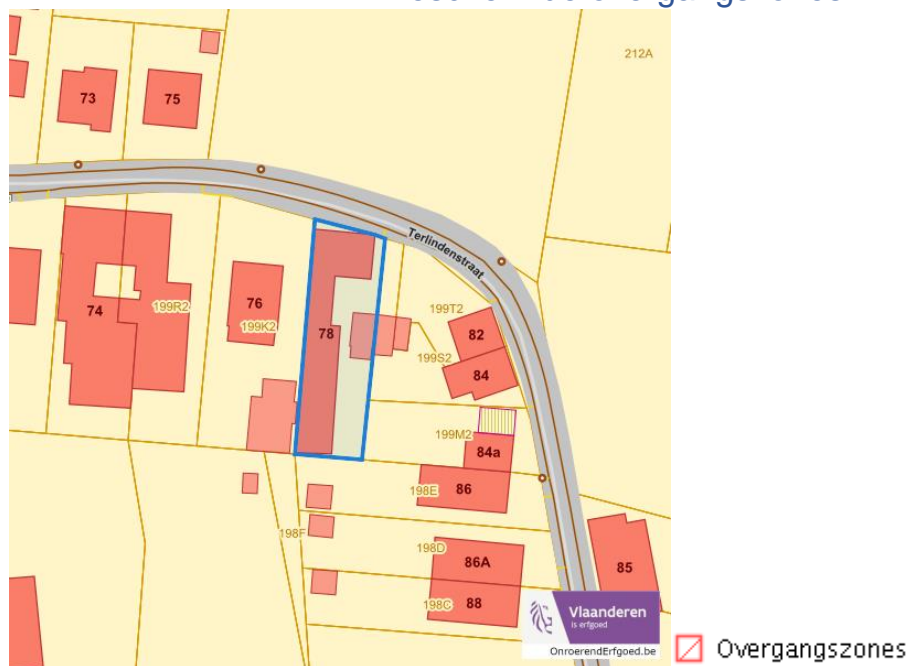 212A
73
75
Terlindenstraat
74
199R2
76
199K2
78
199T2
82
199S2
84
199M2
84a
198E
86
198F
198D
86A
85
198C
88
Vlaanderen
is erfgoed
OnroerendErfgoed.be
Overgangszones